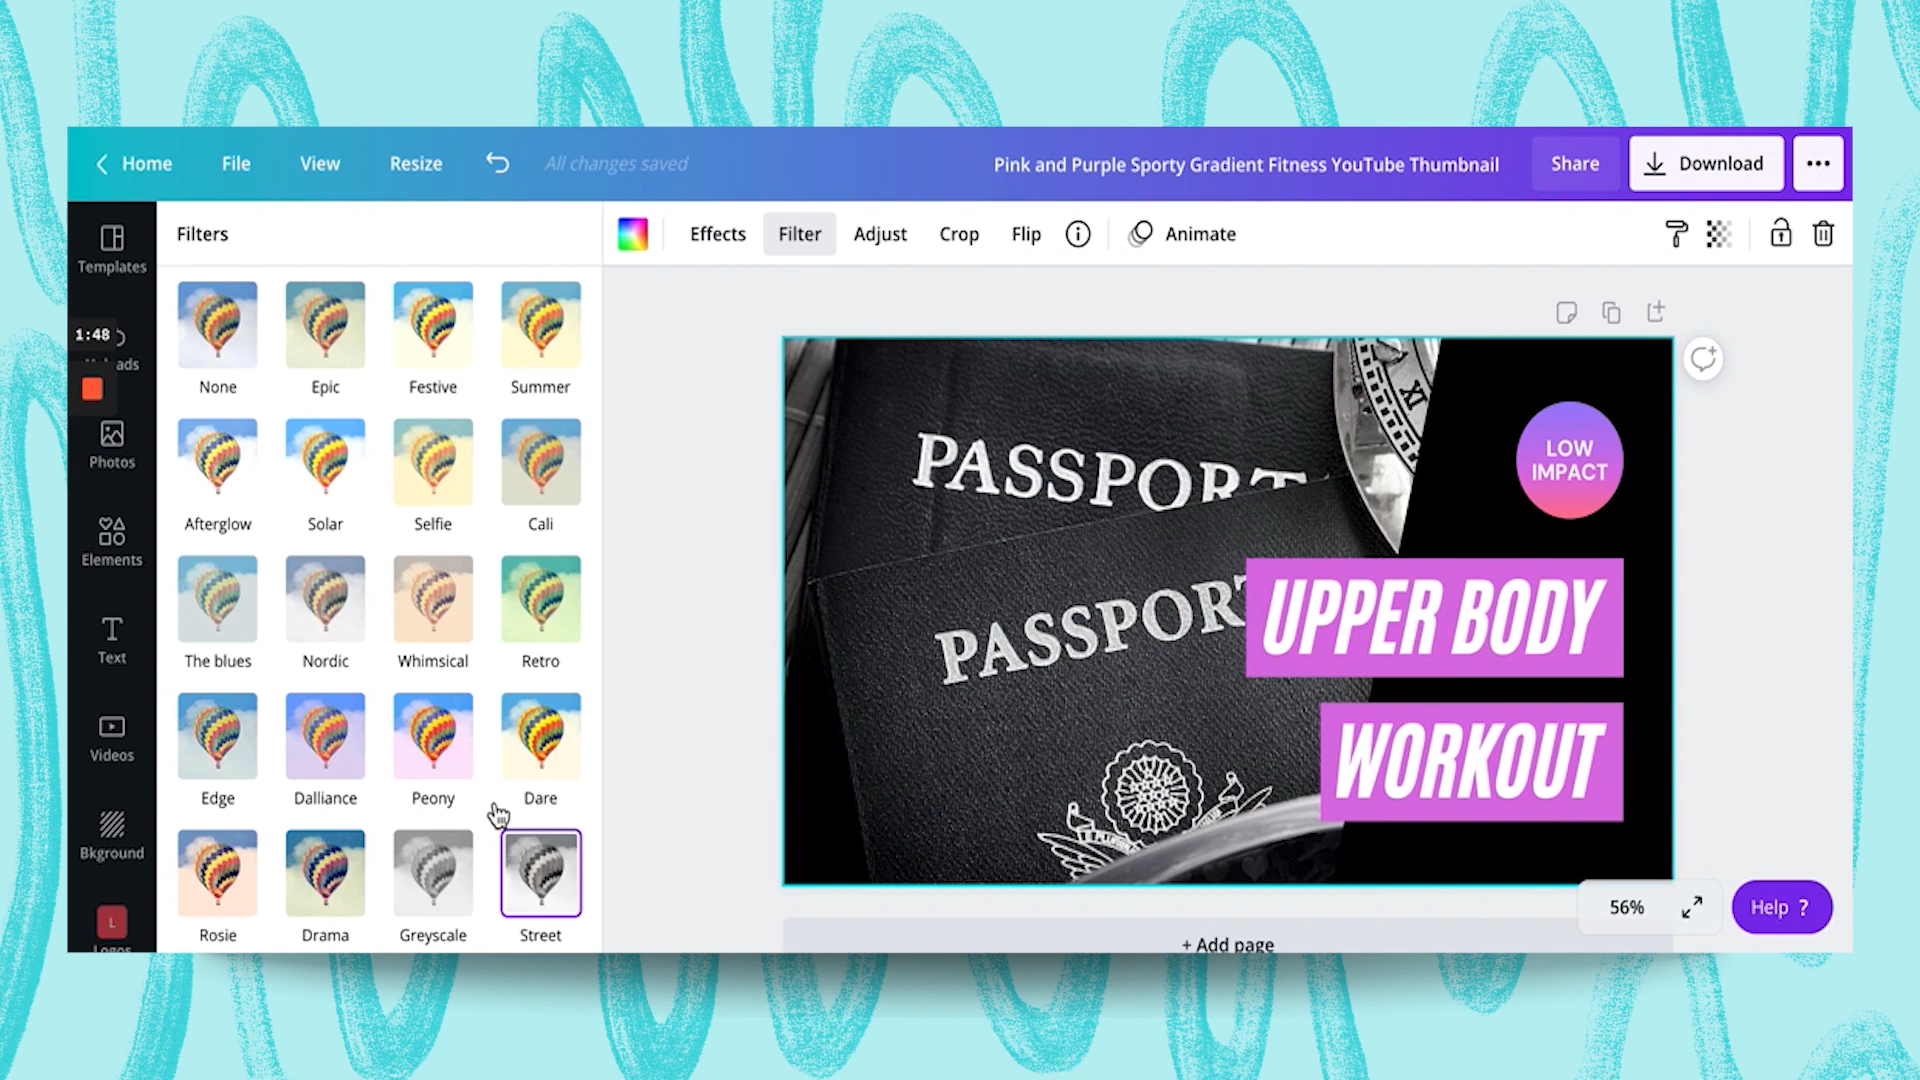 Home File View Resize All changes saved Pink and Purple Sporty Gradient Fitness YouTube Thumbnail Share Download
Templates
1:48
ads
Photos
Elements
Text
Videos
Bkground
L
Logos
Filters
None Epic Festive Summer
Afterglow Solar Selfie Cali
The blues Nordic Whimsical Retro
Edge Dalliance Peony Dare
Rosie Drama Greyscale Street
Effects Filter Adjust Crop Flip Animate
PASSPORT
PASSPORT
XI
LOW
IMPACT
UPPER BODY
WORKOUT
56% Help ?
+ Add page